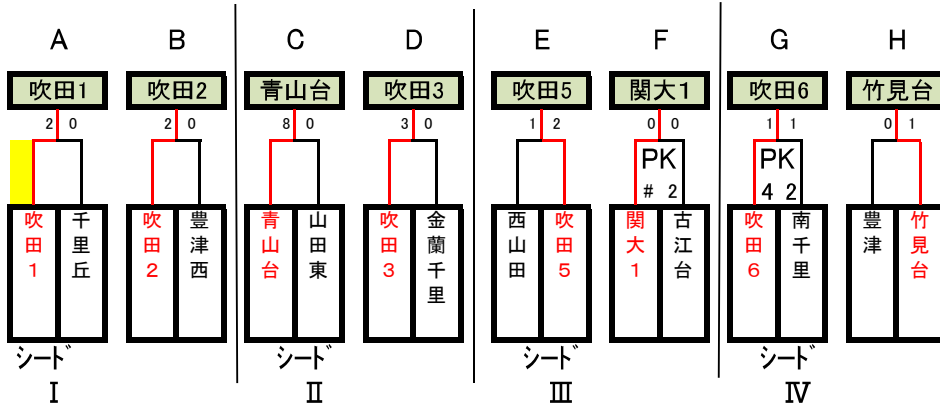 A B C D E F G H
吹田1 吹田2 青山台 吹田3 吹田5 関大1 吹田6 竹見台
2 0 2 0 8 0 3 0 1 2 0 0 1 1 0 1
PK PK
# 2 4 2
吹田1 千里丘 吹田2 豊津西 青山台 山田東 吹田3 金蘭千里 西山田 吹田5 関大1 古江台 吹田6 南千里 豊津 竹見台
シード シード シード シード
Ⅰ Ⅱ Ⅲ Ⅳ